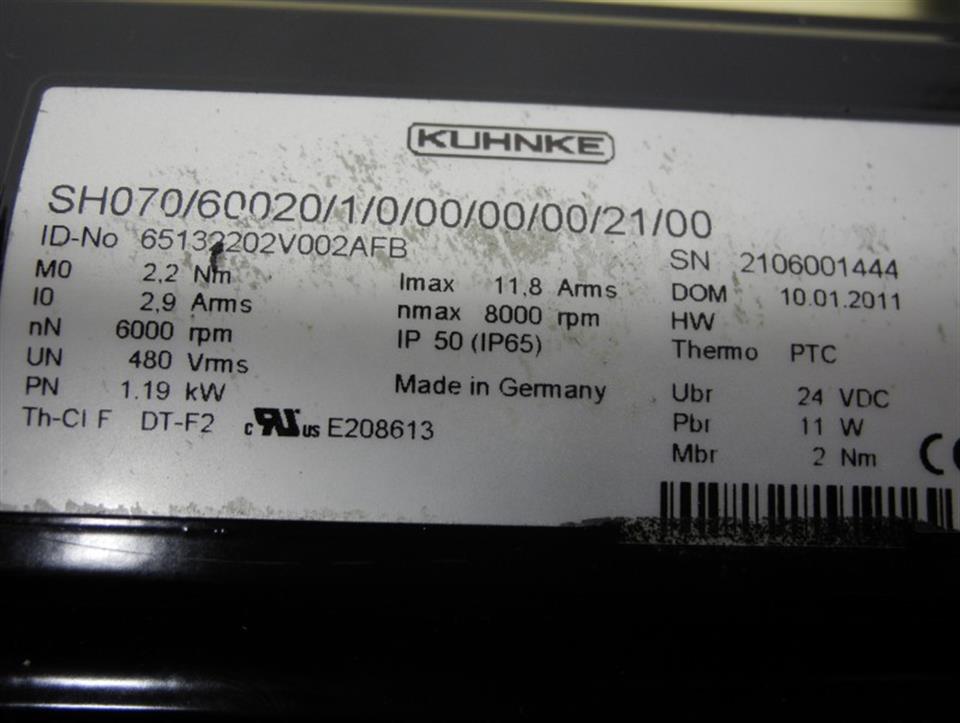 KUHNKE
SH070/60020/1/0/00/00/00/21/00
ID-No 65132202V002AFB
M0 2,2 Nm
I0 2,9 Arms
nN 6000 rpm
UN 480 Vrms
PN 1.19 kW
Th-Cl F DT-F2 c us E208613
Imax 11,8 Arms
nmax 8000 rpm
IP 50 (IP65)
Made in Germany
SN 2106001444
DOM 10.01.2011
HW
Thermo PTC
Ubr 24 VDC
Pbr 11 W
Mbr 2 Nm
CE